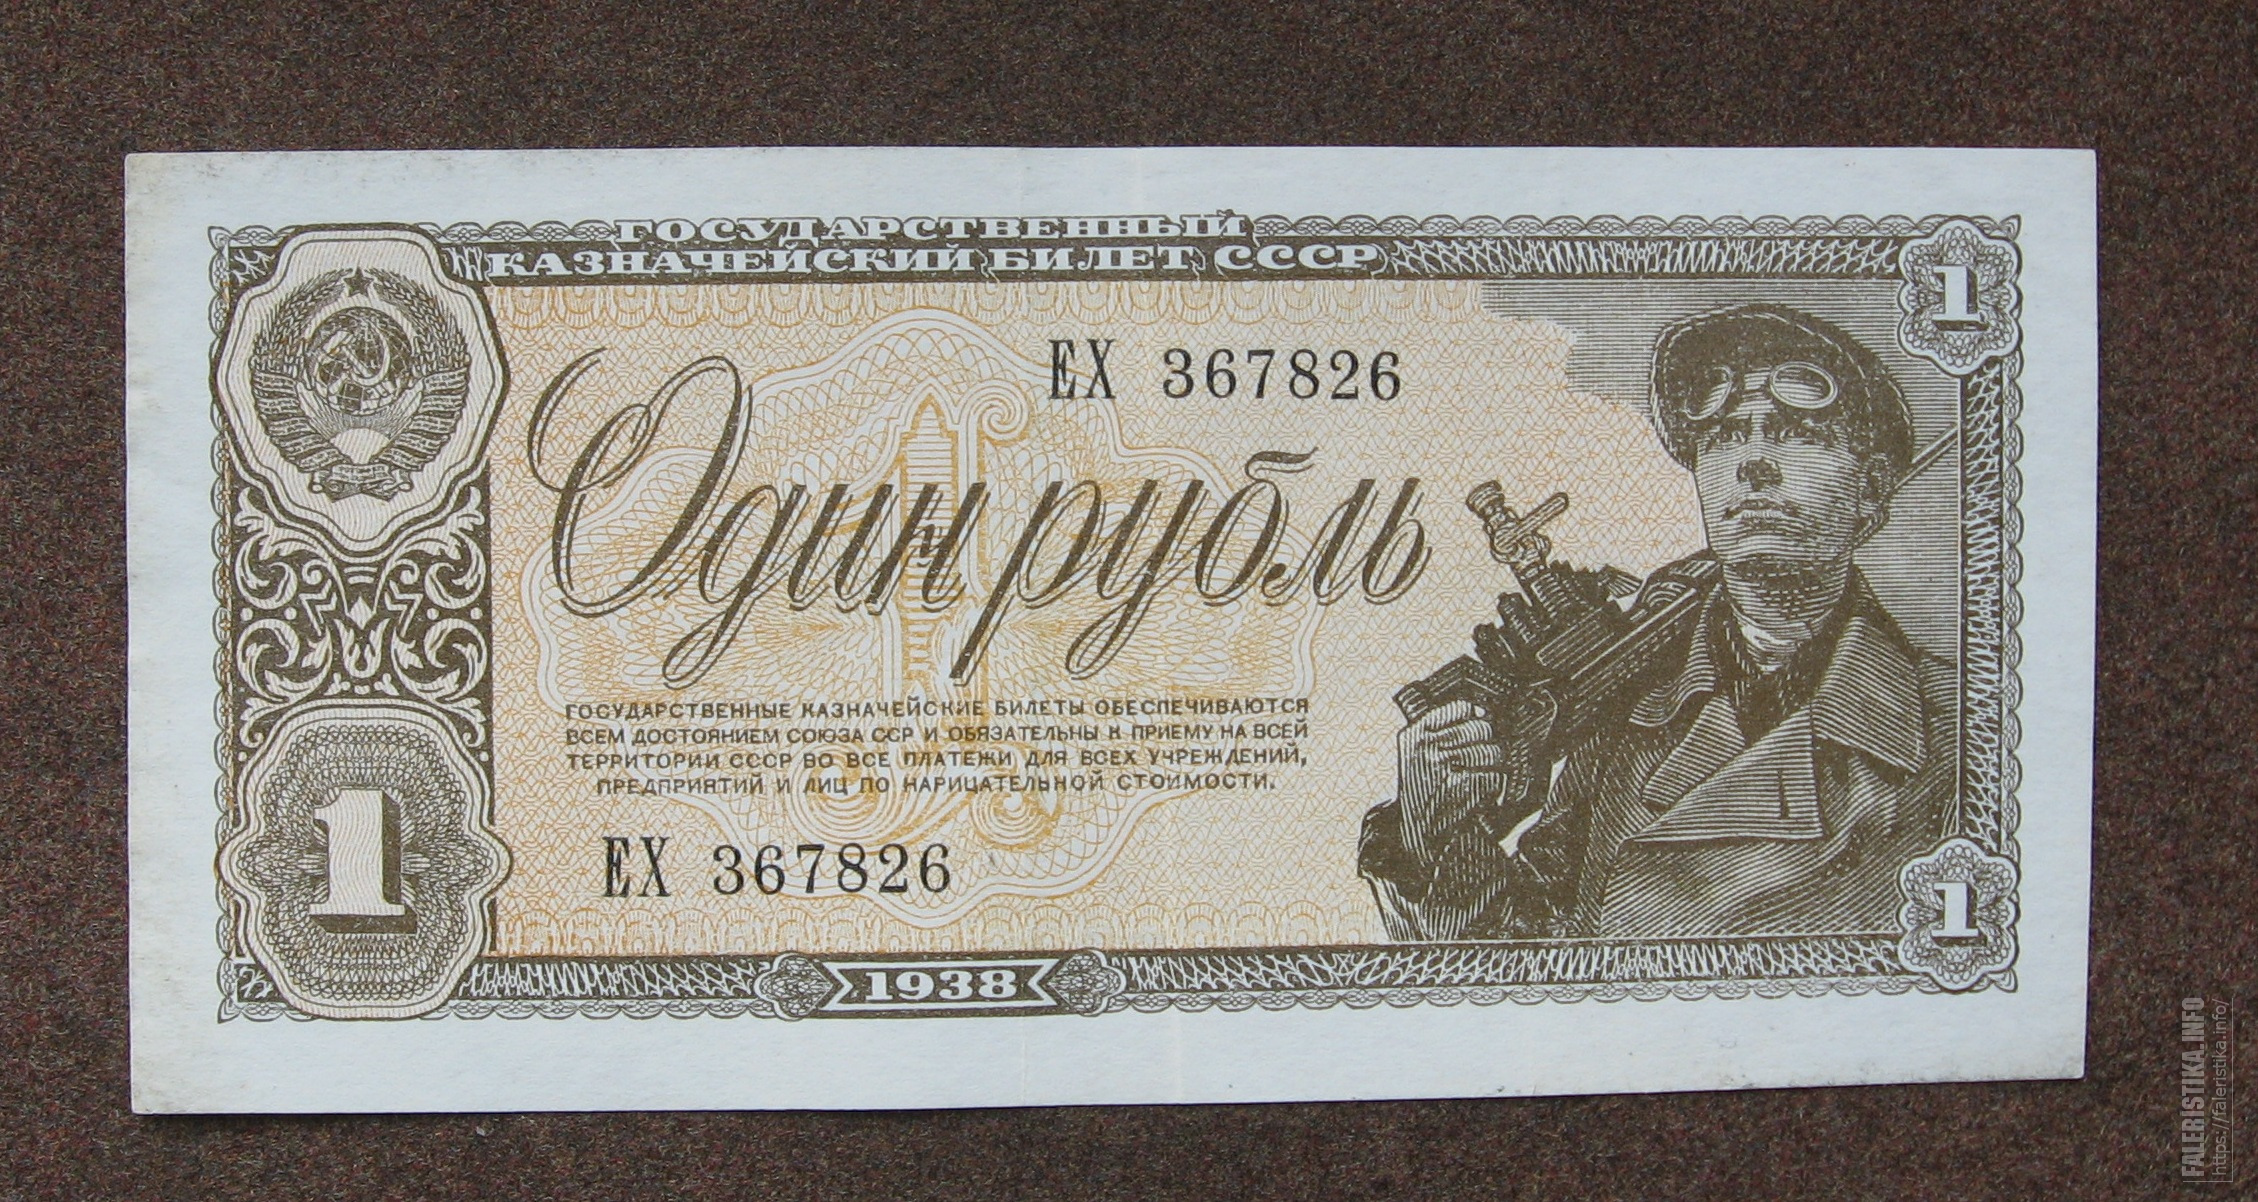 ГОСУДАРСТВЕННЫЙ
КАЗНАЧЕЙСКИЙ БИЛЕТ СССР
1
ЕХ 367826
Один рубль
ГОСУДАРСТВЕННЫЕ КАЗНАЧЕЙСКИЕ БИЛЕТЫ ОБЕСПЕЧИВАЮТСЯ
ВСЕМ ДОСТОЯНИЕМ СОЮЗА ССР И ОБЯЗАТЕЛЬНЫ К ПРИЕМУ НА ВСЕЙ
ТЕРРИТОРИИ СССР ВО ВСЕ ПЛАТЕЖИ ДЛЯ ВСЕХ УЧРЕЖДЕНИЙ,
ПРЕДПРИЯТИЙ И ЛИЦ ПО НАРИЦАТЕЛЬНОЙ СТОИМОСТИ.
1
ЕХ 367826
1
1938
FALERISTIKA.INFO
https://faleristika.info/